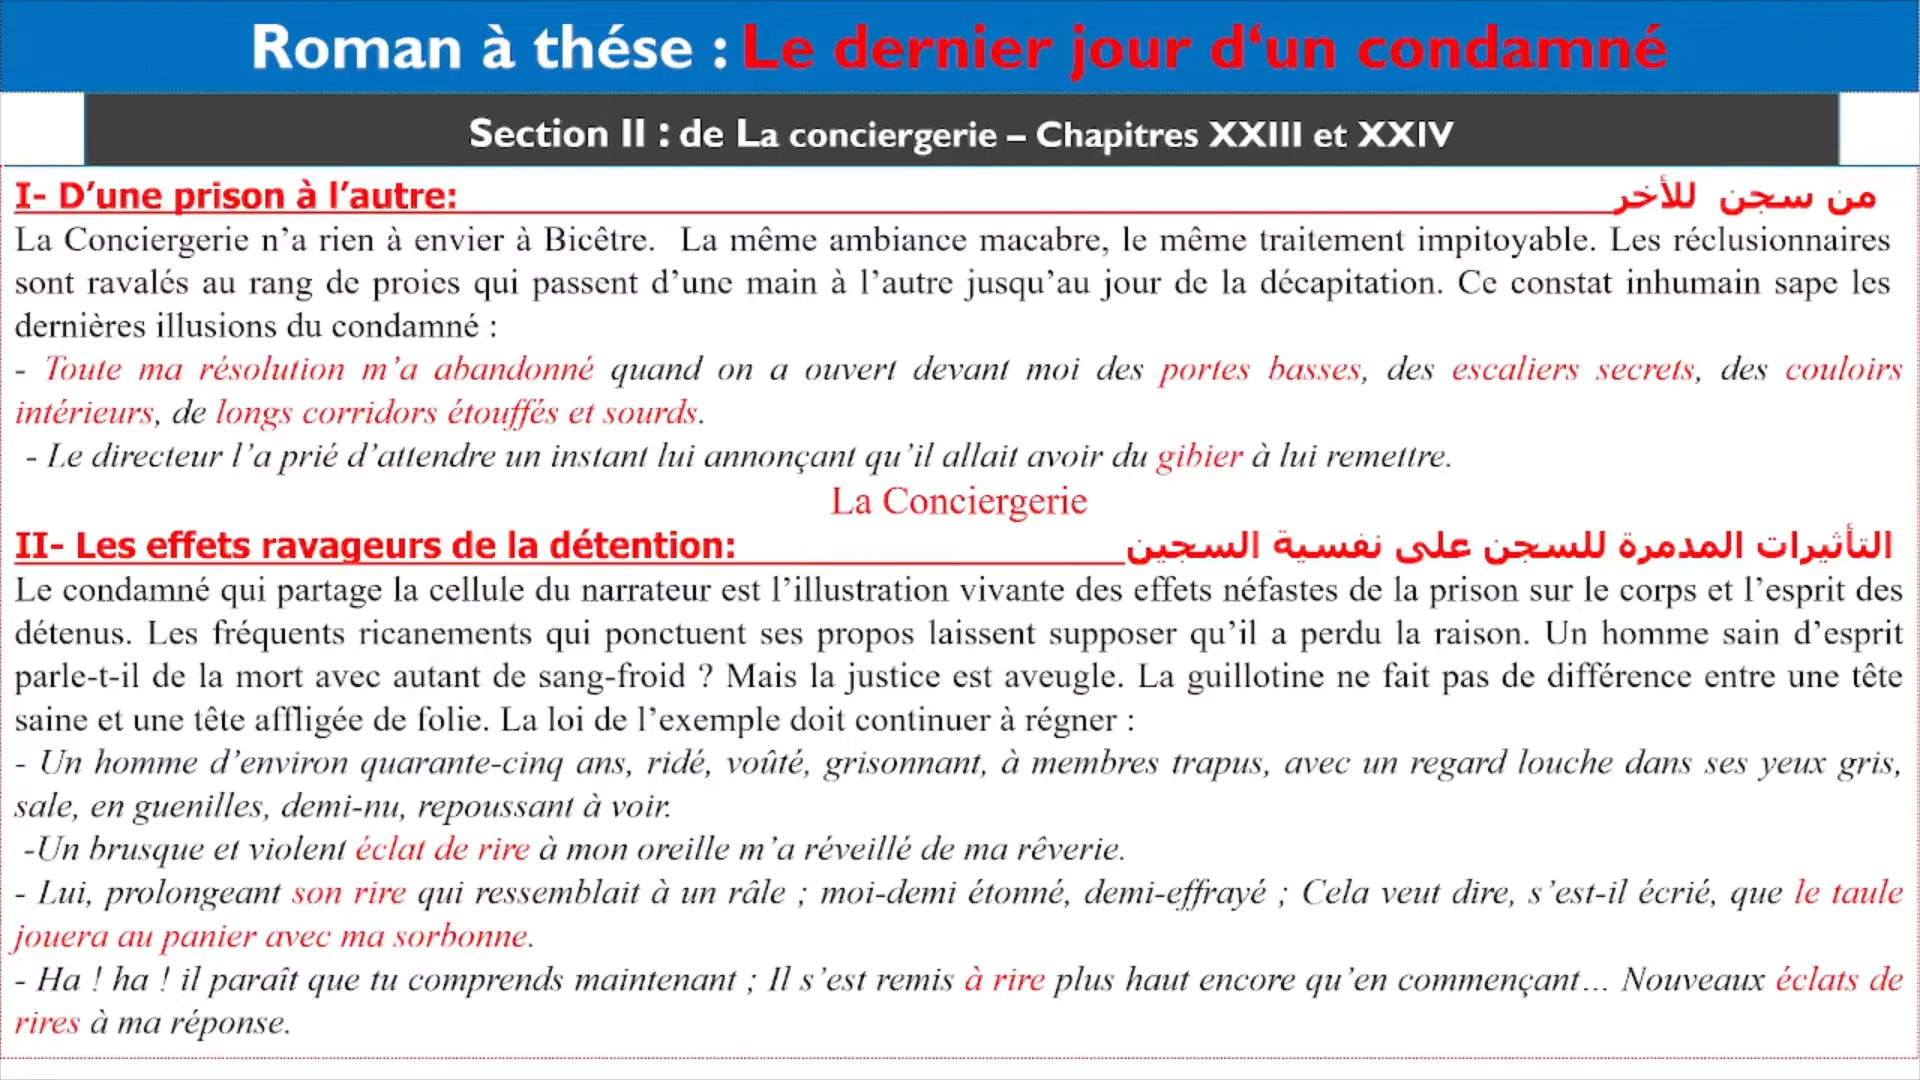 Roman à thése : Le dernier jour d‘un condamné
Section II : de La conciergerie – Chapitres XXIII et XXIV
I- D’une prison à l’autre: من سجن للأخر
La Conciergerie n’a rien à envier à Bicêtre. La même ambiance macabre, le même traitement impitoyable. Les réclusionnaires
sont ravalés au rang de proies qui passent d’une main à l’autre jusqu’au jour de la décapitation. Ce constat inhumain sape les
dernières illusions du condamné :
- Toute ma résolution m’a abandonné quand on a ouvert devant moi des portes basses, des escaliers secrets, des couloirs
intérieurs, de longs corridors étouffés et sourds.
- Le directeur l’a prié d’attendre un instant lui annonçant qu’il allait avoir du gibier à lui remettre.
La Conciergerie
II- Les effets ravageurs de la détention: التأثيرات المدمرة للسجن على نفسية السجين
Le condamné qui partage la cellule du narrateur est l’illustration vivante des effets néfastes de la prison sur le corps et l’esprit des
détenus. Les fréquents ricanements qui ponctuent ses propos laissent supposer qu’il a perdu la raison. Un homme sain d’esprit
parle-t-il de la mort avec autant de sang-froid ? Mais la justice est aveugle. La guillotine ne fait pas de différence entre une tête
saine et une tête affligée de folie. La loi de l’exemple doit continuer à régner :
- Un homme d’environ quarante-cinq ans, ridé, voûté, grisonnant, à membres trapus, avec un regard louche dans ses yeux gris,
sale, en guenilles, demi-nu, repoussant à voir.
-Un brusque et violent éclat de rire à mon oreille m’a réveillé de ma rêverie.
- Lui, prolongeant son rire qui ressemblait à un râle ; moi-demi étonné, demi-effrayé ; Cela veut dire, s’est-il écrié, que le taule
jouera au panier avec ma sorbonne.
- Ha ! ha ! il paraît que tu comprends maintenant ; Il s’est remis à rire plus haut encore qu’en commençant… Nouveaux éclats de
rires à ma réponse.